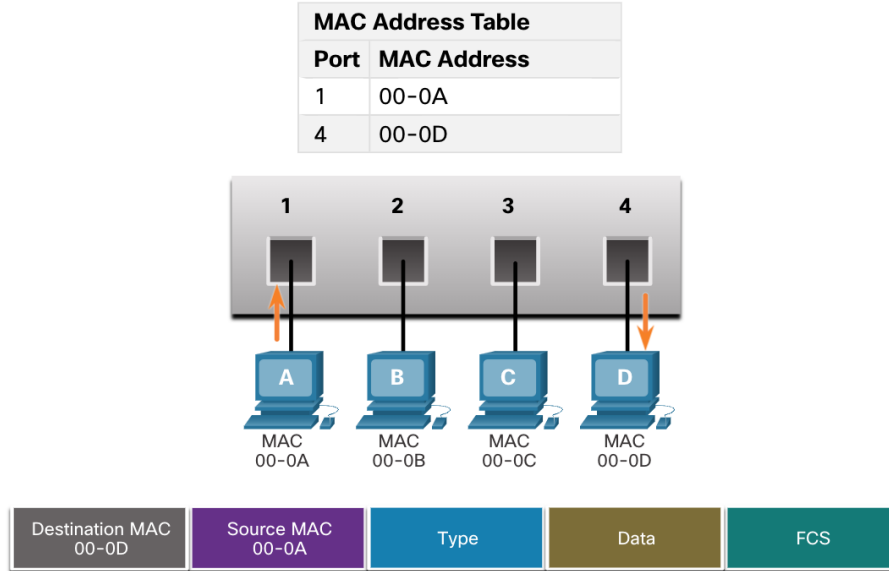 MAC Address Table
Port MAC Address
1 00-0A
4 00-0D
1 2 3 4
A B C D
MAC MAC MAC MAC
00-0A 00-0B 00-0C 00-0D
Destination MAC Source MAC Type Data FCS
00-0D 00-0A